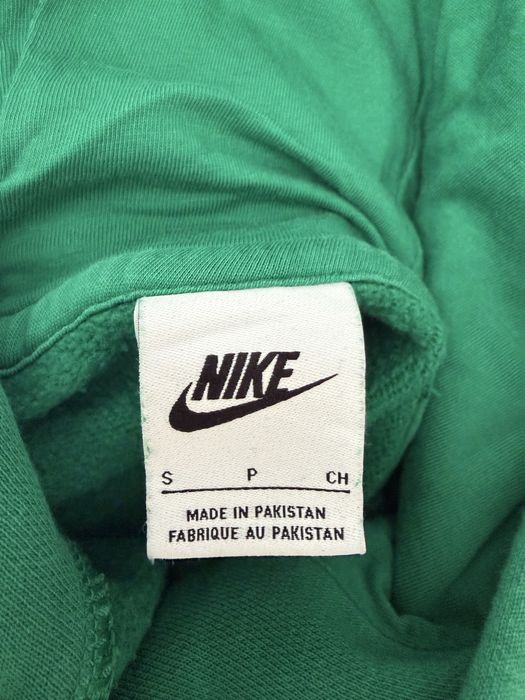 NIKE
S P CH
MADE IN PAKISTAN
FABRIQUE AU PAKISTAN